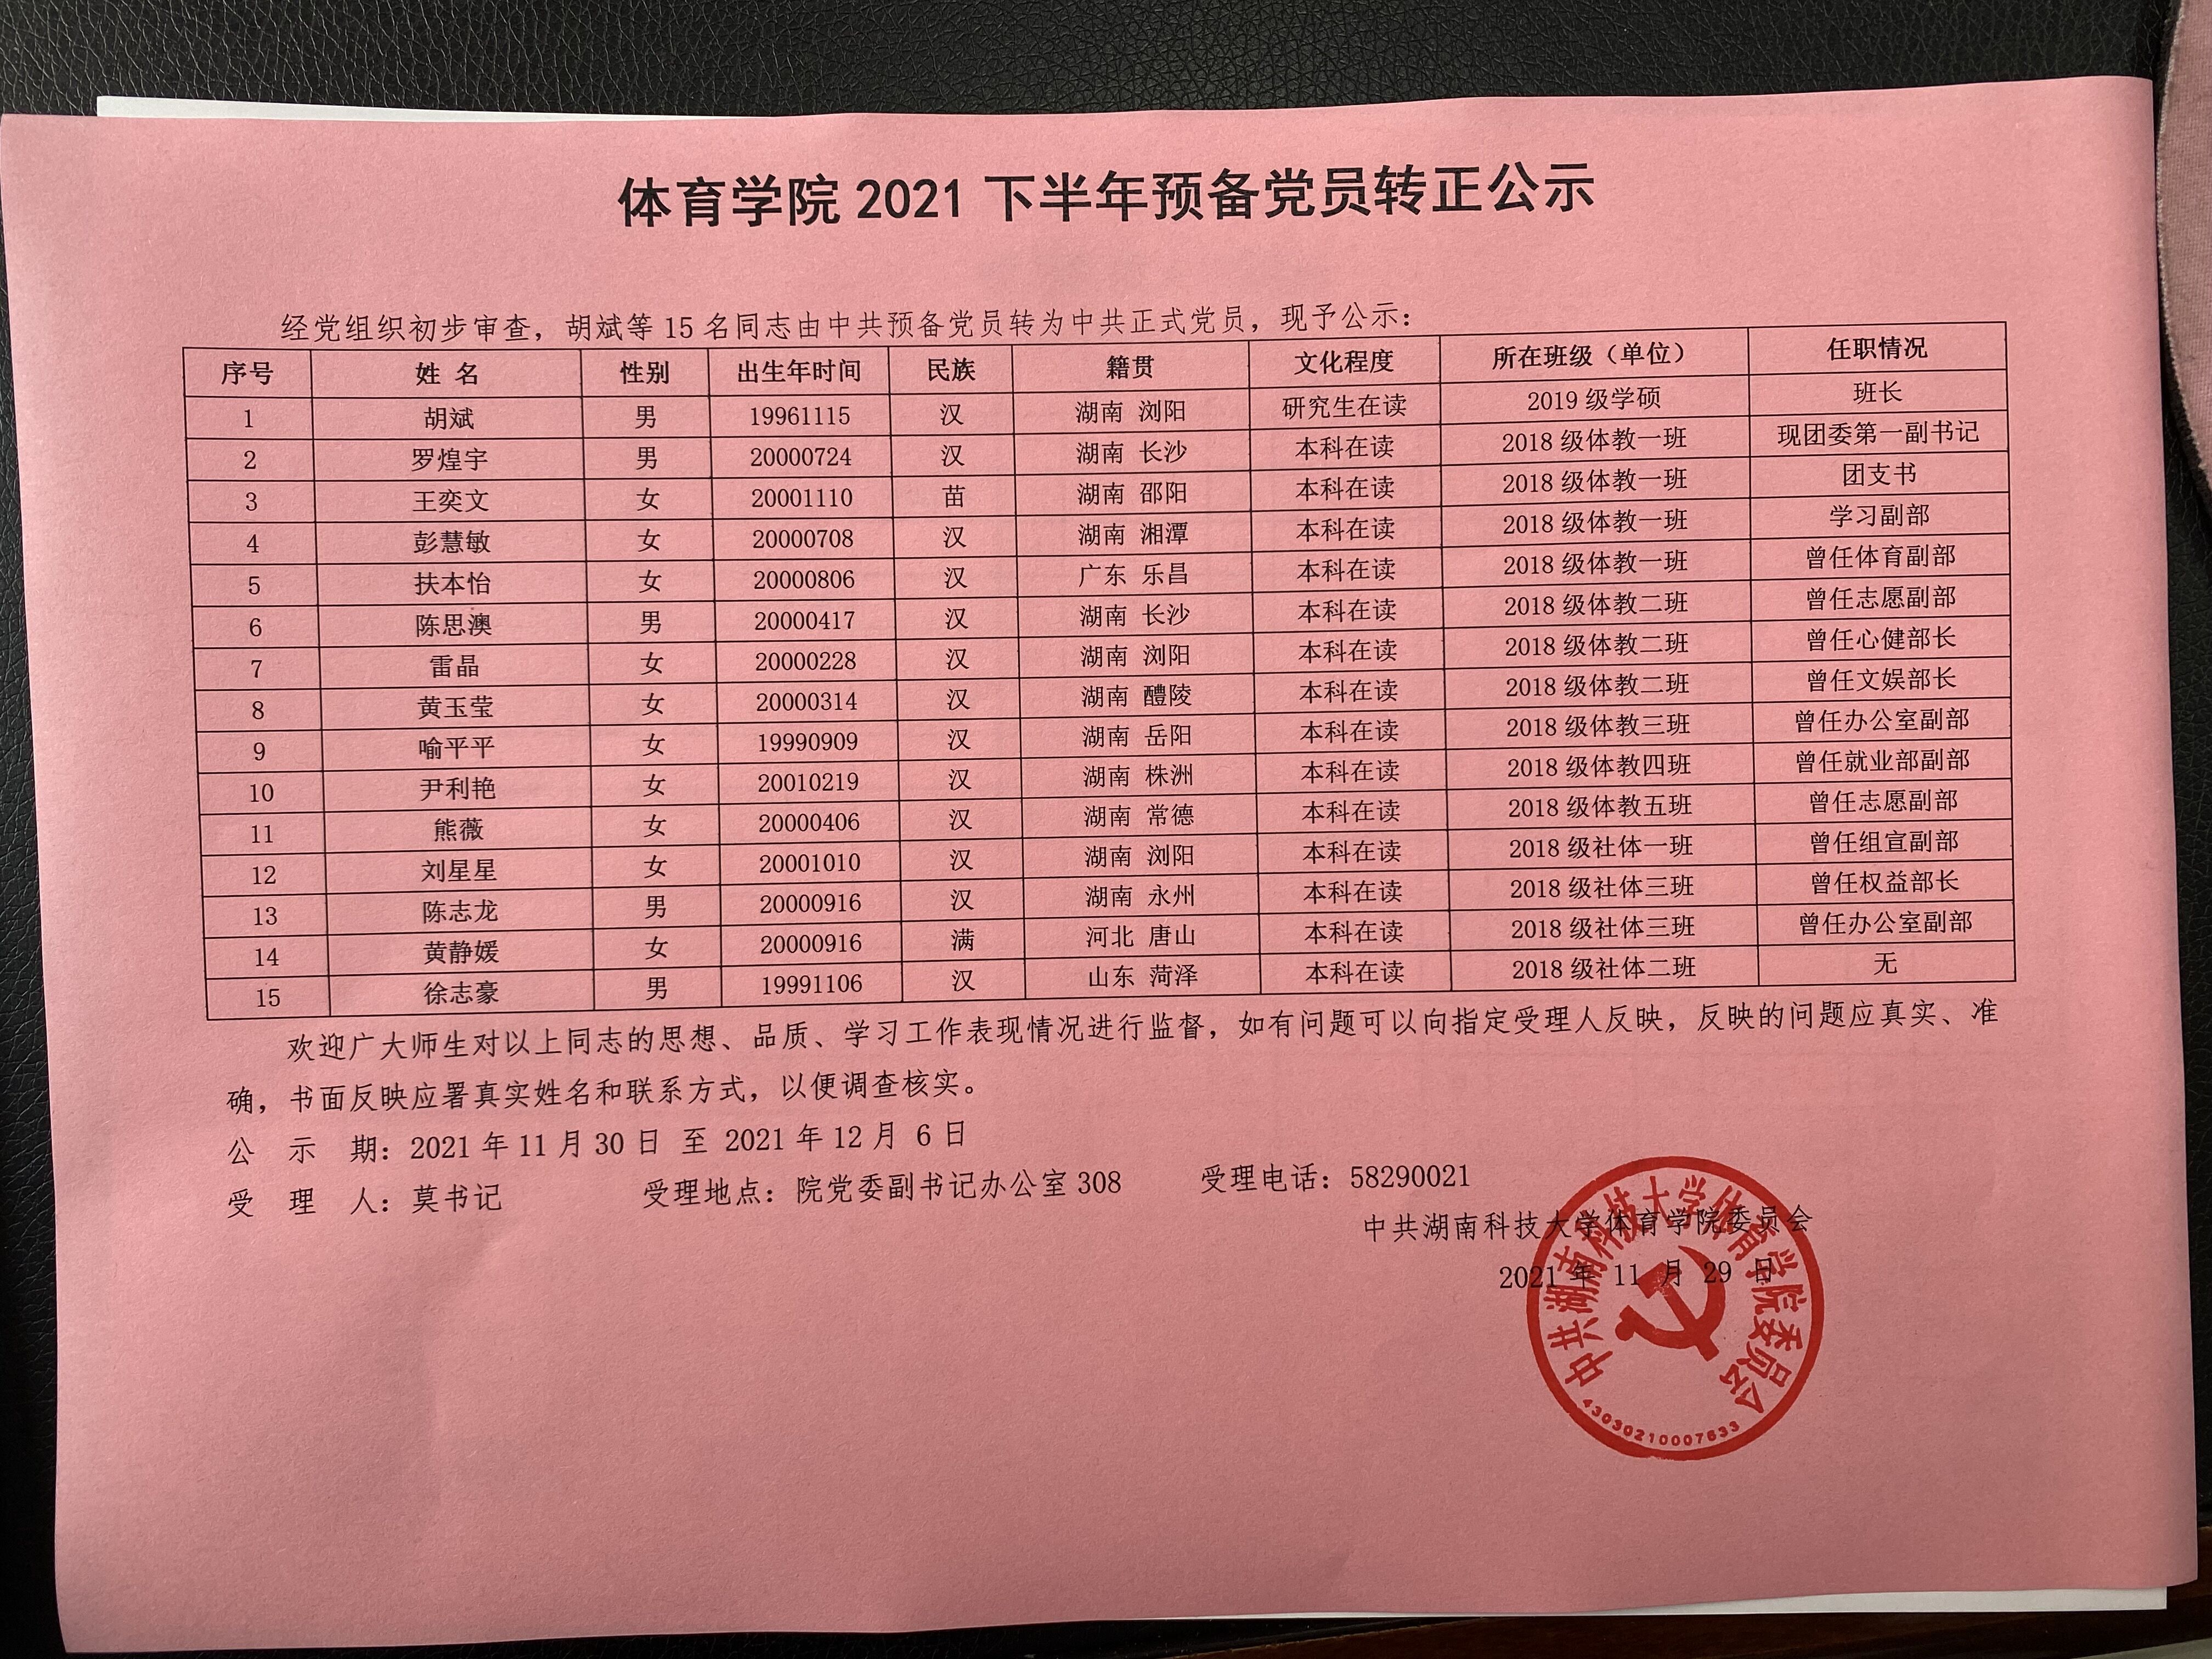 体育学院 2021 下半年预备党员转正公示
经党组织初步审查，胡斌等 15 名同志由中共预备党员转为中共正式党员，现予公示：
序号 姓 名 性别 出生年时间 民族 籍贯 文化程度 所在班级（单位） 任职情况
1 胡斌 男 19961115 汉 湖南 浏阳 研究生在读 2019 级学硕 班长
2 罗煌宇 男 20000724 汉 湖南 长沙 本科在读 2018 级体教一班 现团委第一副书记
3 王奕文 女 20001110 苗 湖南 邵阳 本科在读 2018 级体教一班 团支书
4 彭慧敏 女 20000708 汉 湖南 湘潭 本科在读 2018 级体教一班 学习副部
5 扶本怡 女 20000806 汉 广东 乐昌 本科在读 2018 级体教一班 曾任体育副部
6 陈思澳 男 20000417 汉 湖南 长沙 本科在读 2018 级体教二班 曾任志愿副部
7 雷晶 女 20000228 汉 湖南 浏阳 本科在读 2018 级体教二班 曾任心健部长
8 黄玉莹 女 20000314 汉 湖南 醴陵 本科在读 2018 级体教二班 曾任文娱部长
9 喻平平 女 19990909 汉 湖南 岳阳 本科在读 2018 级体教三班 曾任办公室副部
10 尹利艳 女 20010219 汉 湖南 株洲 本科在读 2018 级体教四班 曾任就业部副部
11 熊薇 女 20000406 汉 湖南 常德 本科在读 2018 级体教五班 曾任志愿副部
12 刘星星 女 20001010 汉 湖南 浏阳 本科在读 2018 级社体一班 曾任组宣副部
13 陈志龙 男 20000916 汉 湖南 永州 本科在读 2018 级社体三班 曾任权益部长
14 黄静媛 女 20000916 满 河北 唐山 本科在读 2018 级社体三班 曾任办公室副部
15 徐志豪 男 19991106 汉 山东 菏泽 本科在读 2018 级社体二班 无
欢迎广大师生对以上同志的思想、品质、学习工作表现情况进行监督，如有问题可以向指定受理人反映，反映的问题应真实、准
确，书面反映应署真实姓名和联系方式，以便调查核实。
公 示 期：2021 年 11 月 30 日 至 2021 年 12 月 6 日
受 理 人：莫书记 受理地点：院党委副书记办公室 308 受理电话：58290021
中共湖南科技大学体育学院委员会
2021 年 11 月 29 日
中共湖南科技大学体育学院委员会
43030210007633